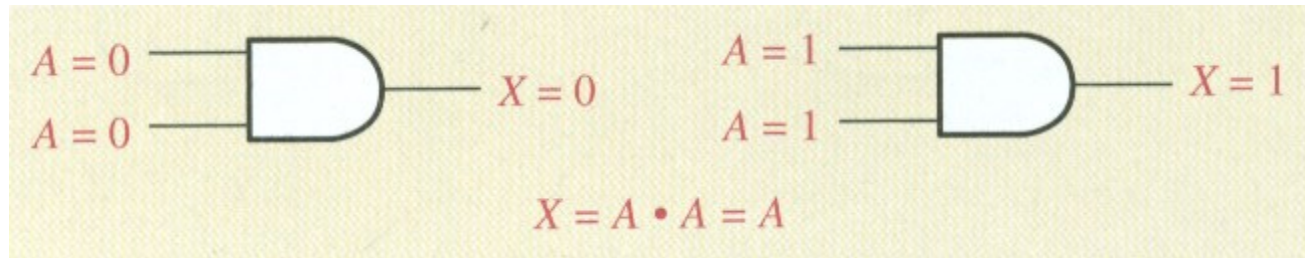 A = 0
A = 0
X = 0
A = 1
A = 1
X = 1
X = A • A = A